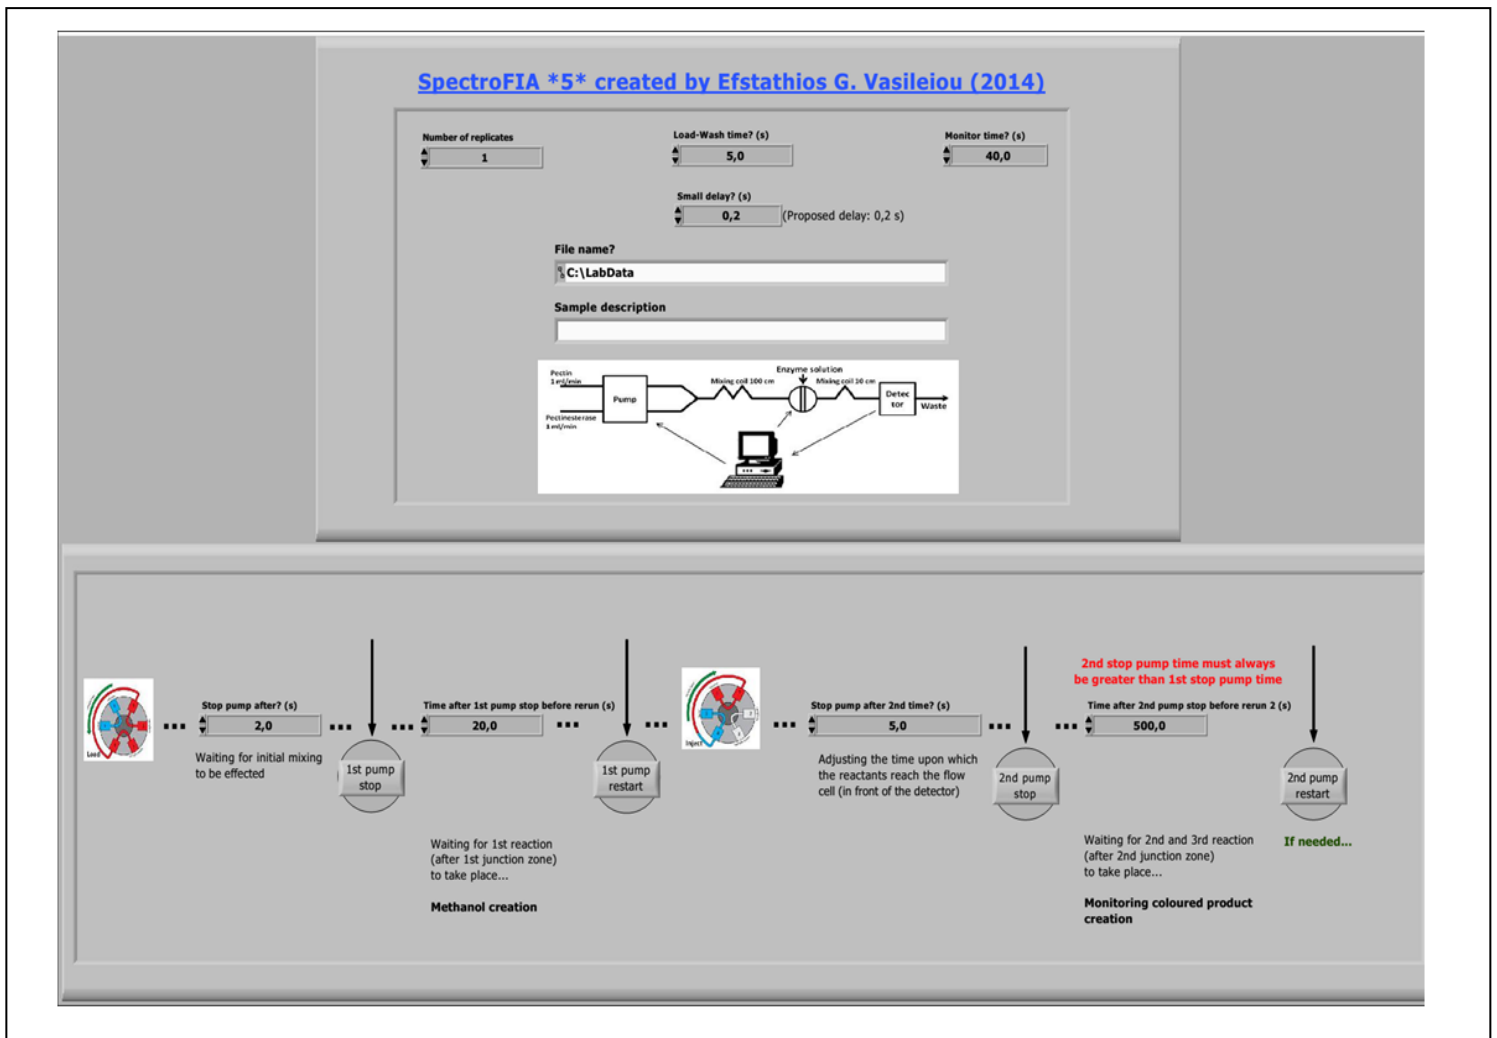 SpectroFIA *5* created by Efstathios G. Vasileiou (2014)
Number of replicates
1
Load-Wash time? (s)
5,0
Monitor time? (s)
40,0
Small delay? (s)
0,2
(Proposed delay: 0,2 s)
File name?
C:\LabData
Sample description
Pectin
1 ml/min
Pump
Pectinesterase
1 ml/min
Mixing coil 100 cm
Enzyme solution
Mixing coil 30 cm
Detec
tor
Waste
2nd stop pump time must always
be greater than 1st stop pump time
Load
Stop pump after? (s)
2,0
Waiting for initial mixing
to be effected
1st pump
stop
Time after 1st pump stop before rerun (s)
20,0
Waiting for 1st reaction
(after 1st junction zone)
to take place...
Methanol creation
1st pump
restart
Inject
Stop pump after 2nd time? (s)
5,0
Adjusting the time upon which
the reactants reach the flow
cell (in front of the detector)
2nd pump
stop
Time after 2nd pump stop before rerun 2 (s)
500,0
Waiting for 2nd and 3rd reaction
(after 2nd junction zone)
to take place...
Monitoring coloured product
creation
2nd pump
restart
If needed...